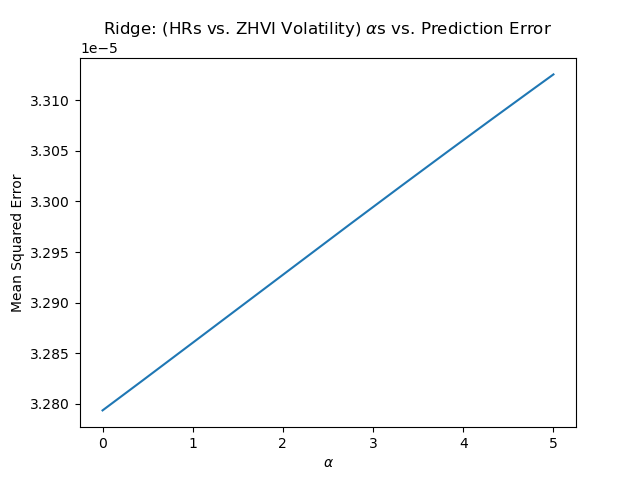 Ridge: (HRs vs. ZHVI Volatility) αs vs. Prediction Error
1e−5
3.310
3.305
3.300
3.295
3.290
3.285
3.280
Mean Squared Error
0 1 2 3 4 5
α